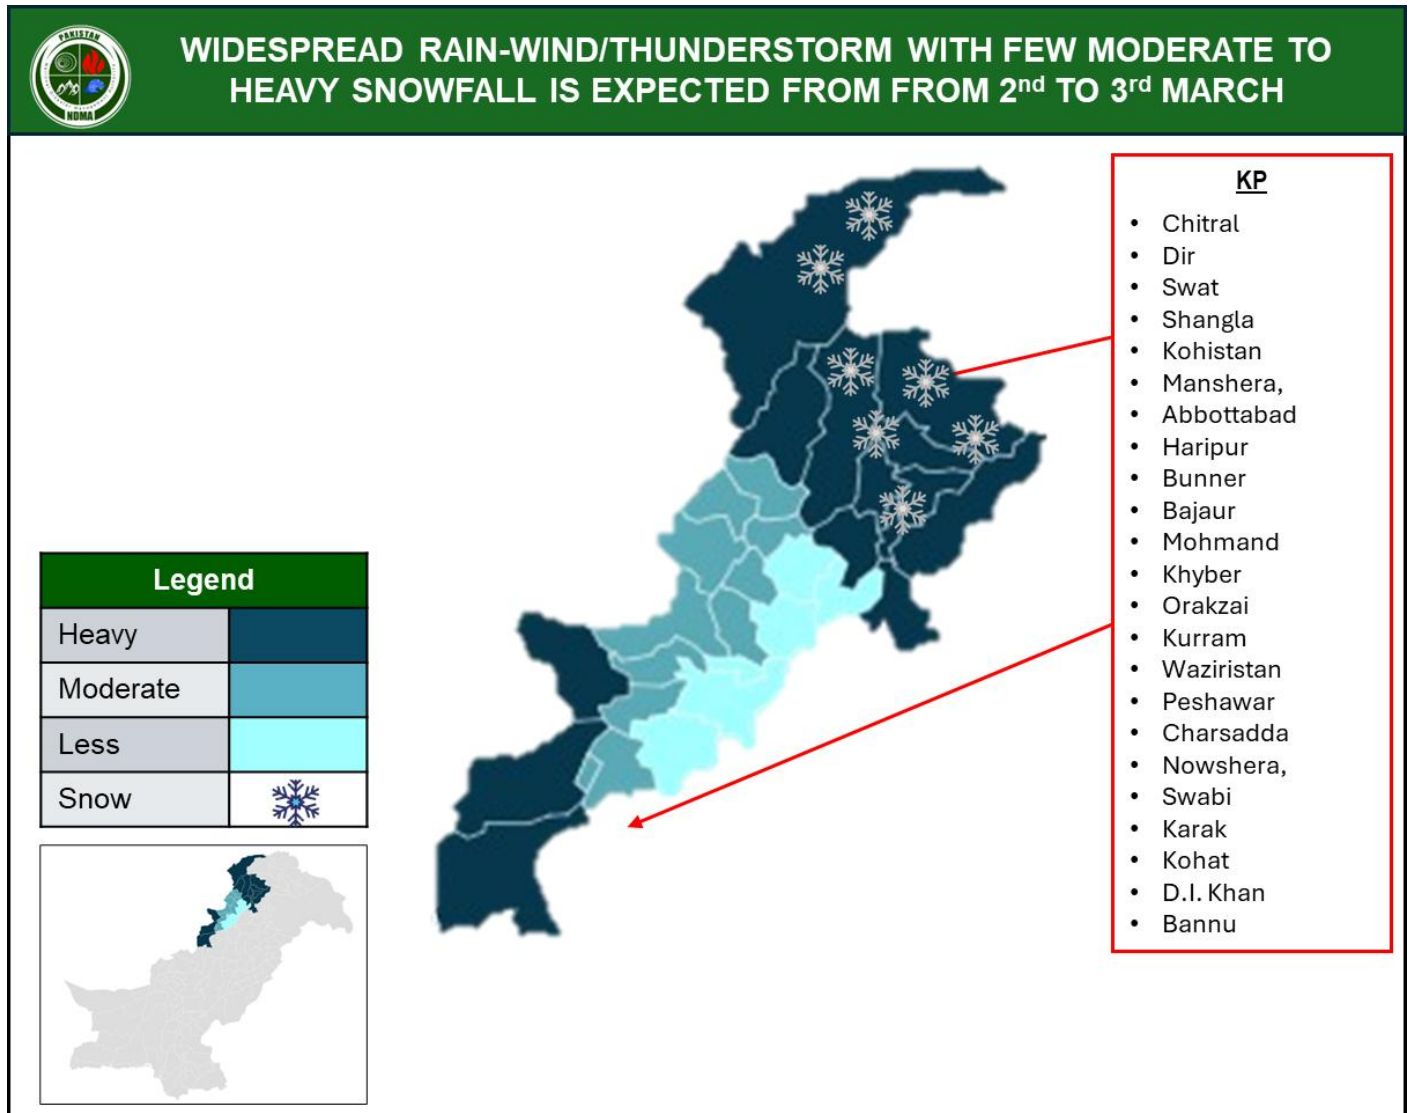 WIDESPREAD RAIN-WIND/THUNDERSTORM WITH FEW MODERATE TO
HEAVY SNOWFALL IS EXPECTED FROM FROM 2nd TO 3rd MARCH
PAKISTAN
NDMA
KP
• Chitral
• Dir
• Swat
• Shangla
• Kohistan
• Manshera,
• Abbottabad
• Haripur
• Bunner
• Bajaur
• Mohmand
• Khyber
• Orakzai
• Kurram
• Waziristan
• Peshawar
• Charsadda
• Nowshera,
• Swabi
• Karak
• Kohat
• D.I. Khan
• Bannu
Legend
Heavy
Moderate
Less
Snow